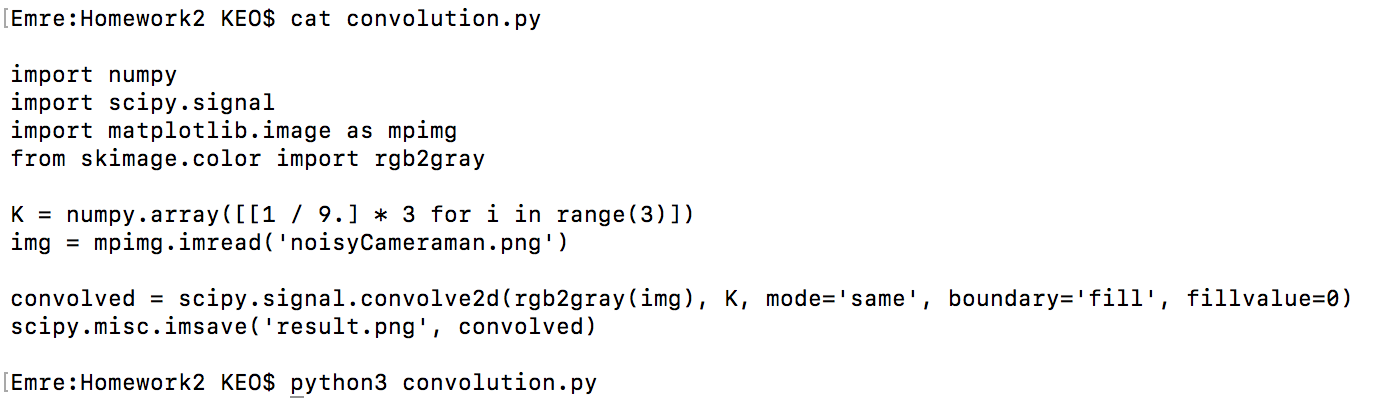 [Emre:Homework2 KEO$ cat convolution.py
import numpy
import scipy.signal
import matplotlib.image as mpimg
from skimage.color import rgb2gray
K = numpy.array([[1 / 9.] * 3 for i in range(3)])
img = mpimg.imread('noisyCameraman.png')
convolved = scipy.signal.convolve2d(rgb2gray(img), K, mode='same', boundary='fill', fillvalue=0)
scipy.misc.imsave('result.png', convolved)
[Emre:Homework2 KEO$ python3 convolution.py